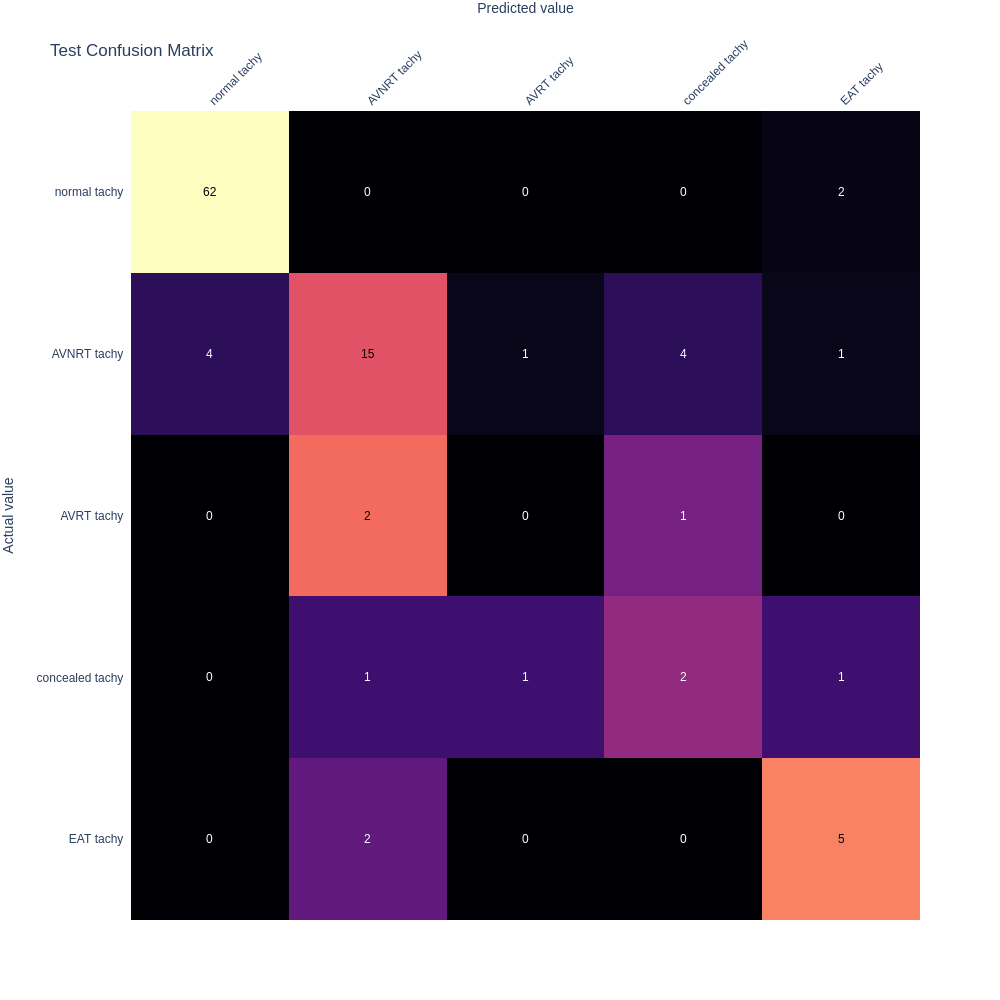 Predicted value
Test Confusion Matrix
normal tachy
AVNRT tachy
AVRT tachy
concealed tachy
EAT tachy
Actual value
normal tachy 62 0 0 0 2
AVNRT tachy 4 15 1 4 1
AVRT tachy 0 2 0 1 0
concealed tachy 0 1 1 2 1
EAT tachy 0 2 0 0 5